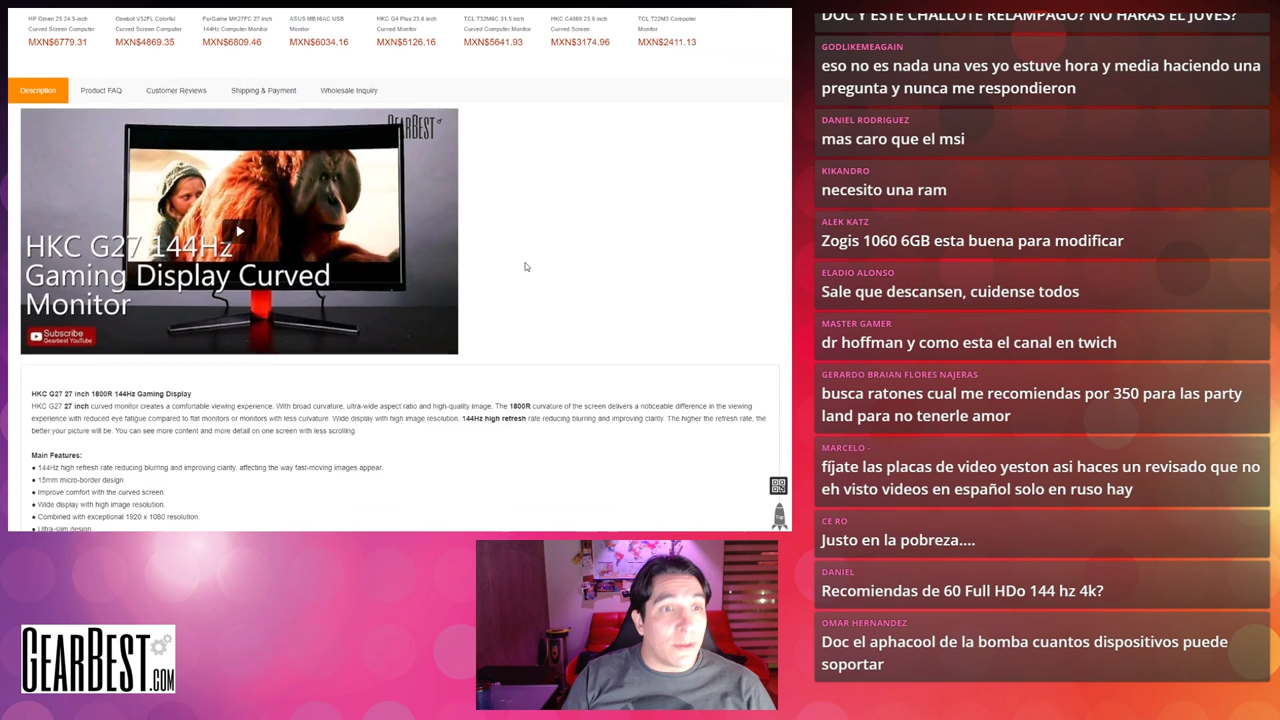 HP Omen 25 24.5-inch
Curved Screen Computer
MXN$6779.31
Onebot V32FL Colorful
Curved Screen Computer
MXN$4869.35
ForGame MK27FC 27 inch
144Hz Computer Monitor
MXN$6809.46
ASUS MB16AC USB
Monitor
MXN$6034.16
HKC G4 Plus 23.6 inch
Curved Monitor
MXN$5126.16
TCL T32M6C 31.5 inch
Curved Computer Monitor
MXN$5641.93
HKC C4000 23.6 inch
Curved Screen
MXN$3174.96
TCL T22M3 Computer
Monitor
MXN$2411.13
Description Product FAQ Customer Reviews Shipping & Payment Wholesale Inquiry
GEARBEST
HKC G27 144Hz
Gaming Display Curved
Monitor
Subscribe
Gearbest YouTube
HKC G27 27 inch 1800R 144Hz Gaming Display
HKC G27 27 inch curved monitor creates a comfortable viewing experience. With broad curvature, ultra-wide aspect ratio and high-quality image, The 1800R curvature of the screen delivers a noticeable difference in the viewing
experience with reduced eye fatigue compared to flat monitors or monitors with less curvature. Wide display with high image resolution. 144Hz high refresh rate reducing blurring and improving clarity. The higher the refresh rate, the
better your picture will be. You can see more content and more detail on one screen with less scrolling
Main Features:
● 144Hz high refresh rate reducing blurring and improving clarity, affecting the way fast-moving images appear.
● 15mm micro-border design
● Improve comfort with the curved screen.
● Wide display with high image resolution.
● Combined with exceptional 1920 x 1080 resolution.
● Ultra-slim design
Top
GEARBEST.COM
DOC Y ESTE CHALLOTE RELAMPAGO? NO HARAS EL JUVES?
GODLIKEMEAGAIN
eso no es nada una ves yo estuve hora y media haciendo una
pregunta y nunca me respondieron
DANIEL RODRIGUEZ
mas caro que el msi
KIKANDRO
necesito una ram
ALEK KATZ
Zogis 1060 6GB esta buena para modificar
ELADIO ALONSO
Sale que descansen, cuidense todos
MASTER GAMER
dr hoffman y como esta el canal en twich
GERARDO BRAIAN FLORES NAJERAS
busca ratones cual me recomiendas por 350 para las party
land para no tenerle amor
MARCELO -
fíjate las placas de video yeston asi haces un revisado que no
eh visto videos en español solo en ruso hay
CE RO
Justo en la pobreza....
DANIEL
Recomiendas de 60 Full HDo 144 hz 4k?
OMAR HERNANDEZ
Doc el aphacool de la bomba cuantos dispositivos puede
soportar